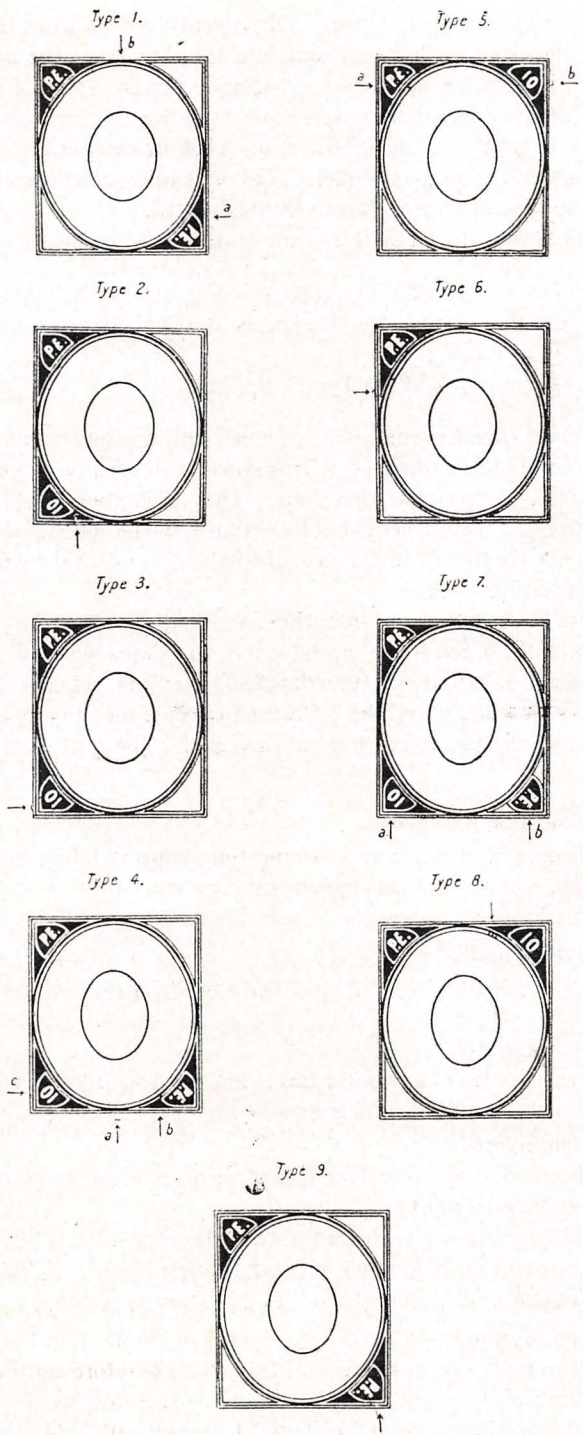 Type 1.
b
P.E.
a
P.E.
Type 5.
a
P.E.
10
b
Type 2.
P.E.
10
Type 6.
P.E.
Type 3.
P.E.
10
Type 7.
P.E.
10
P.E.
a
b
Type 4.
P.E.
c
10
P.E.
a
b
Type 8.
10
Type 9.
P.E.
P.E.